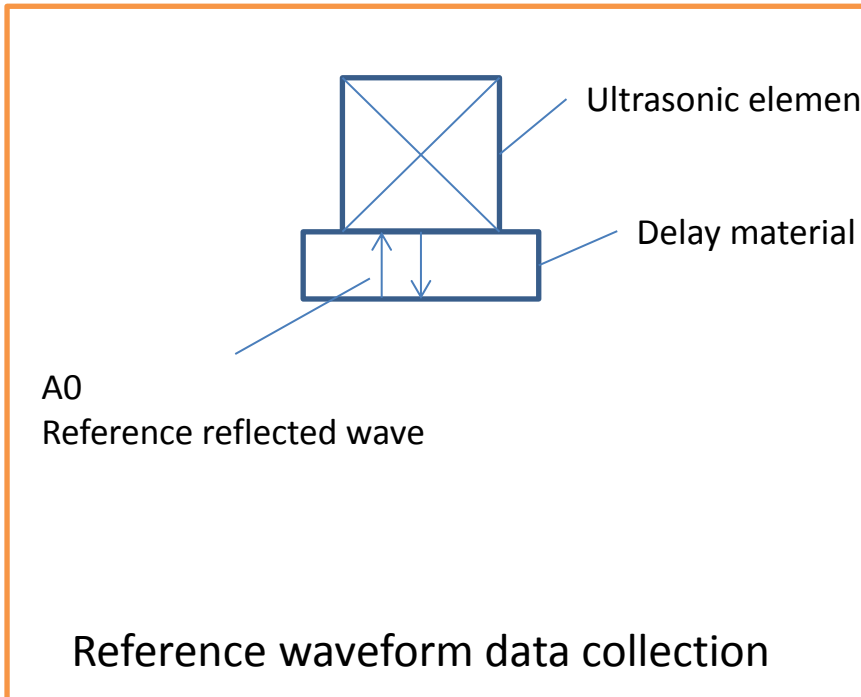 Ultrasonic elemen
Delay material
A0
Reference reflected wave
Reference waveform data collection